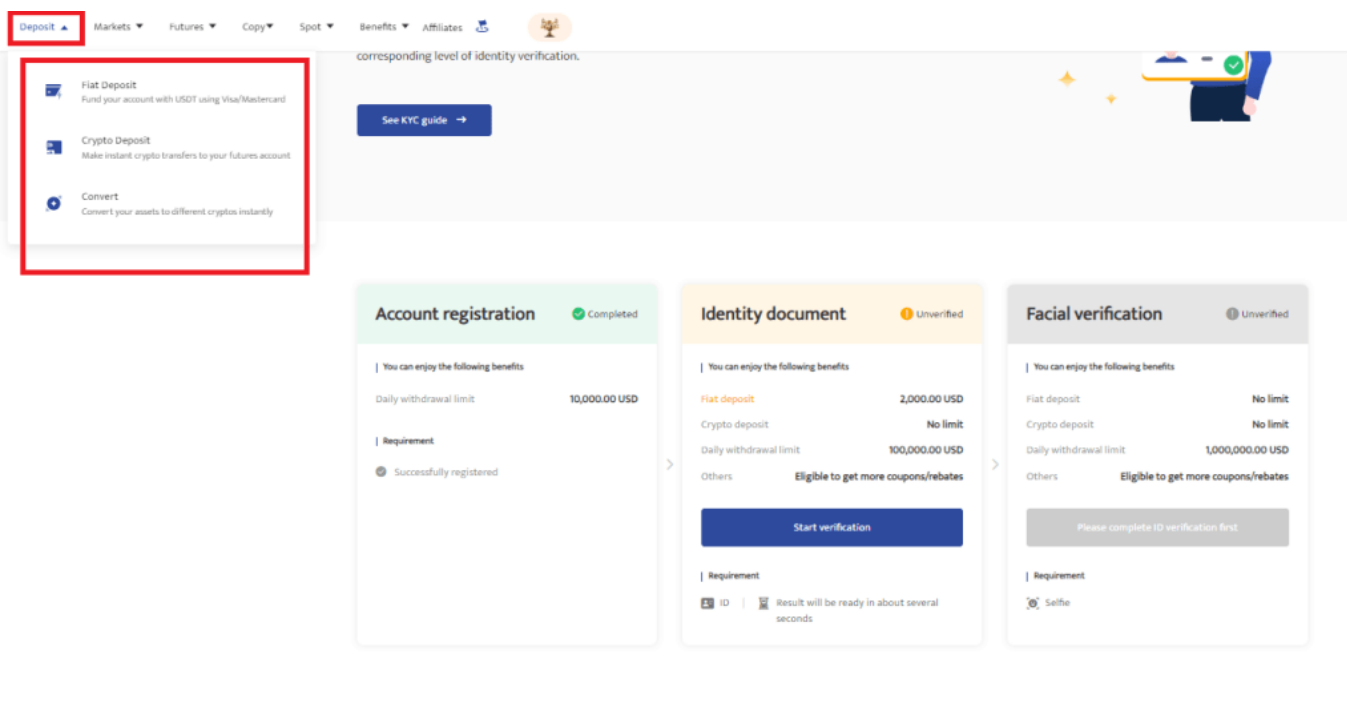 Deposit Markets Futures Copy Spot Benefits Affiliates
corresponding level of identity verification.
Fiat Deposit
Fund your account with USDT using Visa/Mastercard
Crypto Deposit
Make instant crypto transfers to your futures account
Convert
Convert your assets to different cryptos instantly
See KYC guide →
Account registration Completed
You can enjoy the following benefits
Daily withdrawal limit 10,000.00 USD
Requirement
Successfully registered
Identity document Unverified
You can enjoy the following benefits
Fiat deposit 2,000.00 USD
Crypto deposit No limit
Daily withdrawal limit 100,000.00 USD
Others Eligible to get more coupons/rebates
Start verification
Requirement
ID Result will be ready in about several
seconds
Facial verification Unverified
You can enjoy the following benefits
Fiat deposit No limit
Crypto deposit No limit
Daily withdrawal limit 1,000,000.00 USD
Others Eligible to get more coupons/rebates
Please complete ID verification first
Requirement
Selfie